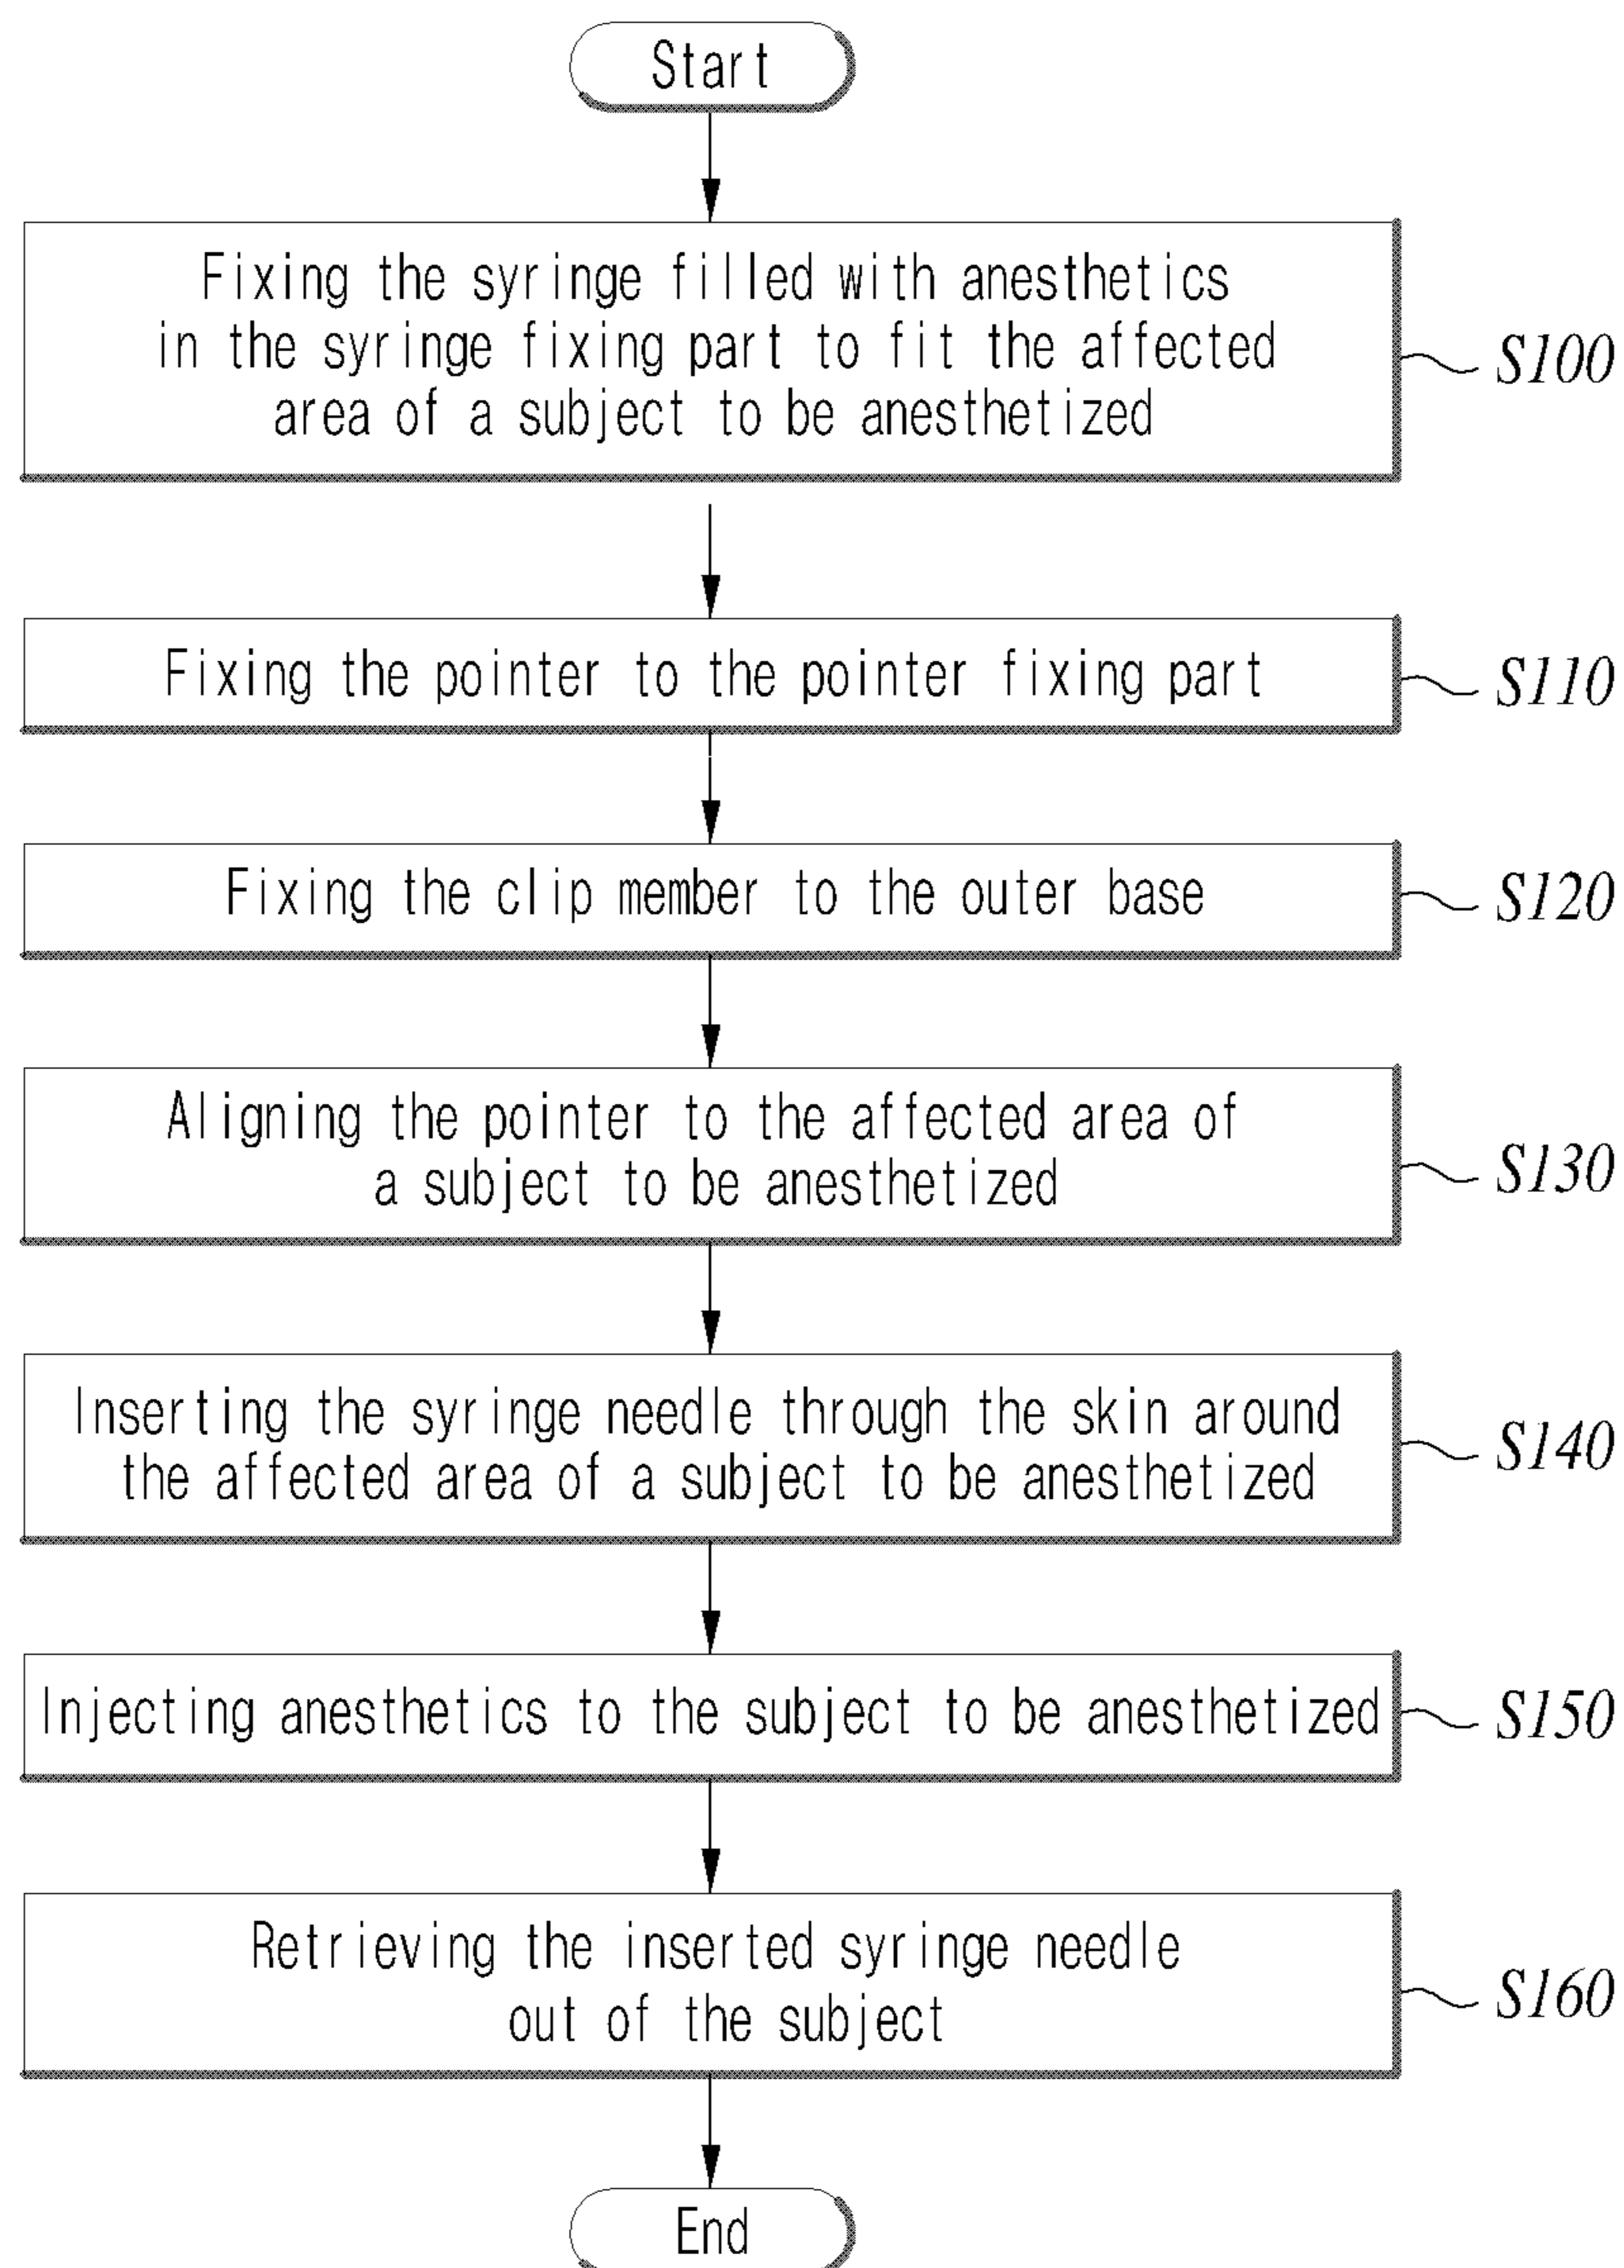 Start
Fixing the syringe filled with anesthetics
in the syringe fixing part to fit the affected
area of a subject to be anesthetized
S100
Fixing the pointer to the pointer fixing part
S110
Fixing the clip member to the outer base
S120
Aligning the pointer to the affected area of
a subject to be anesthetized
S130
Inserting the syringe needle through the skin around
the affected area of a subject to be anesthetized
S140
Injecting anesthetics to the subject to be anesthetized
S150
Retrieving the inserted syringe needle
out of the subject
S160
End